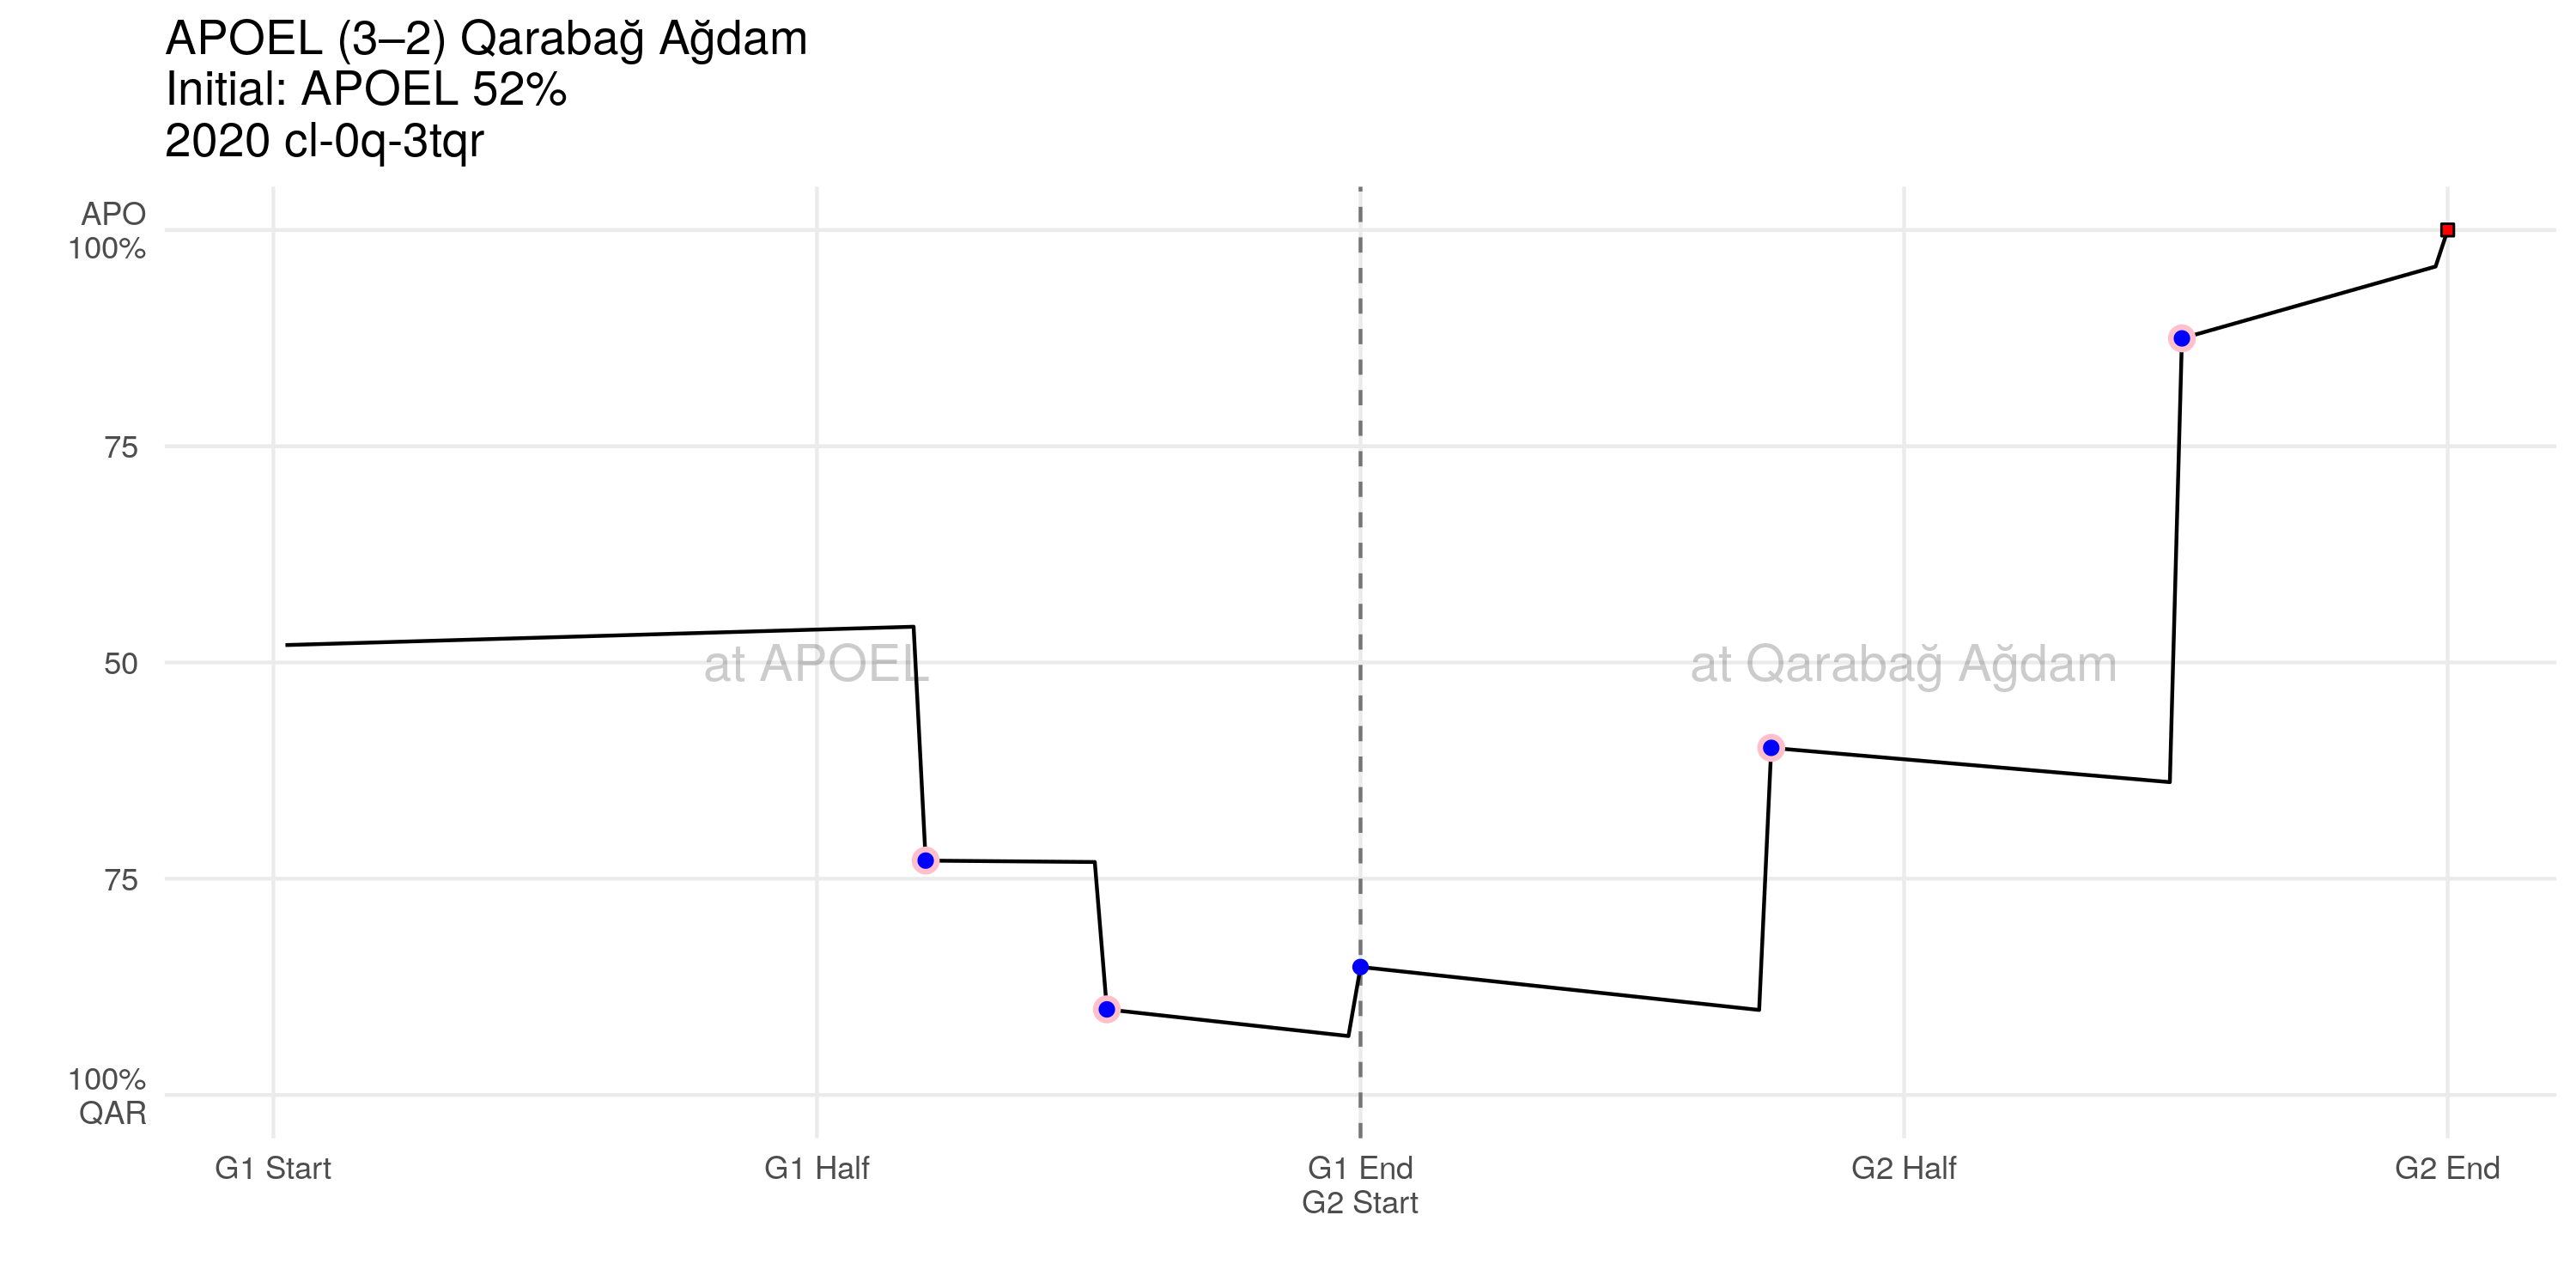 APOEL (3–2) Qarabağ Ağdam
Initial: APOEL 52%
2020 cl-0q-3tqr
APO
100%
75
50
75
100%
QAR
at APOEL
at Qarabağ Ağdam
G1 Start
G1 Half
G1 End
G2 Start
G2 Half
G2 End